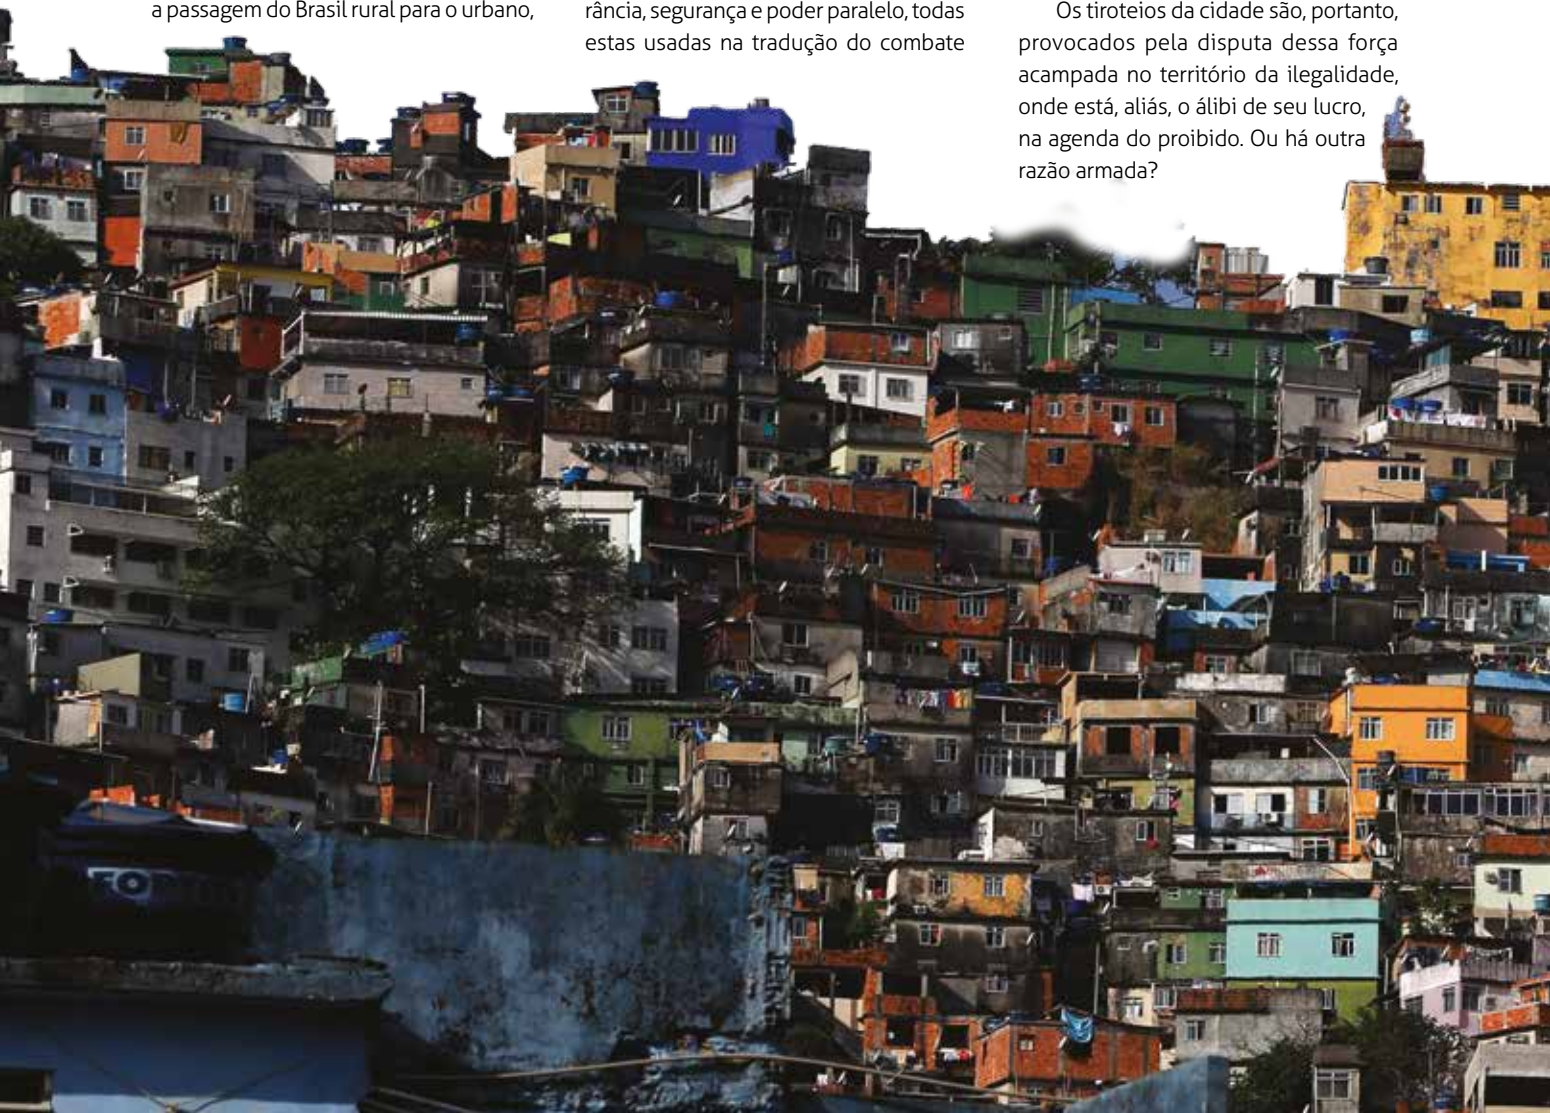 a passagem do Brasil rural para o urbano,
rância, segurança e poder paralelo, todas
estas usadas na tradução do combate
Os tiroteios da cidade são, portanto,
provocados pela disputa dessa força
acampada no território da ilegalidade,
onde está, aliás, o álibi de seu lucro,
na agenda do proibido. Ou há outra
razão armada?